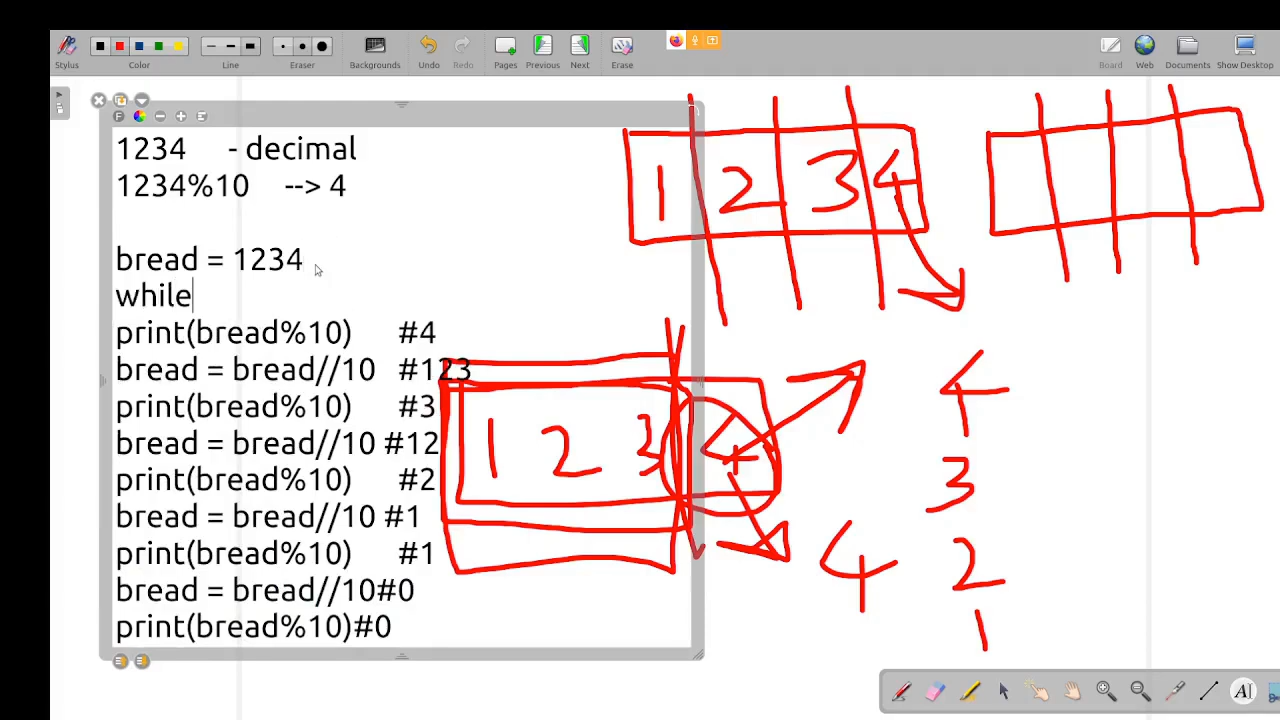 Stylus
Color
Line
Eraser
Backgrounds
Undo
Redo
Pages
Previous
Next
Erase
Board
Web
Documents
Show Desktop
1234 - decimal
1234%10 --> 4
bread = 1234
while
print(bread%10) #4
bread = bread//10 #123
print(bread%10) #3
bread = bread//10 #12
print(bread%10) #2
bread = bread//10 #1
print(bread%10) #1
bread = bread//10#0
print(bread%10)#0
1 2 3 4
1 2 3 4
4
4
3
2
1